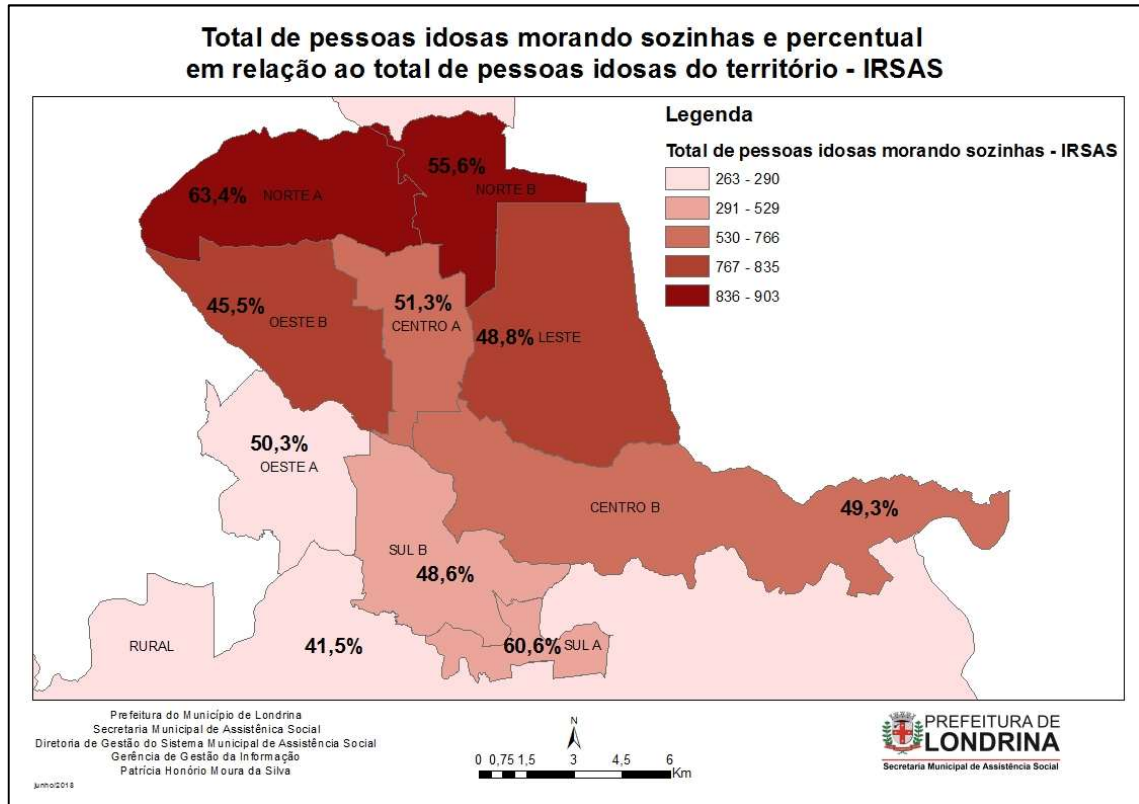 Total de pessoas idosas morando sozinhas e percentual
em relação ao total de pessoas idosas do território - IRSAS
Legenda
Total de pessoas idosas morando sozinhas - IRSAS
263 - 290
291 - 529
530 - 766
767 - 835
836 - 903
55,6%
NORTE B
63,4%
NORTE A
45,5%
OESTE B
51,3%
CENTRO A
48,8%
LESTE
50,3%
OESTE A
CENTRO B
49,3%
SUL B
48,6%
RURAL
41,5%
60,6%
SUL A
Prefeitura do Município de Londrina
Secretaria Municipal de Assistênica Social
Diretoria de Gestão do Sistema Municipal de Assistência Social
Gerência de Gestão da Informação
Patrícia Honório Moura da Silva
junho/2018
N
0 0,75 1,5 3 4,5 6
Km
PREFEITURA DE
LONDRINA
Secretaria Municipal de Assistência Social